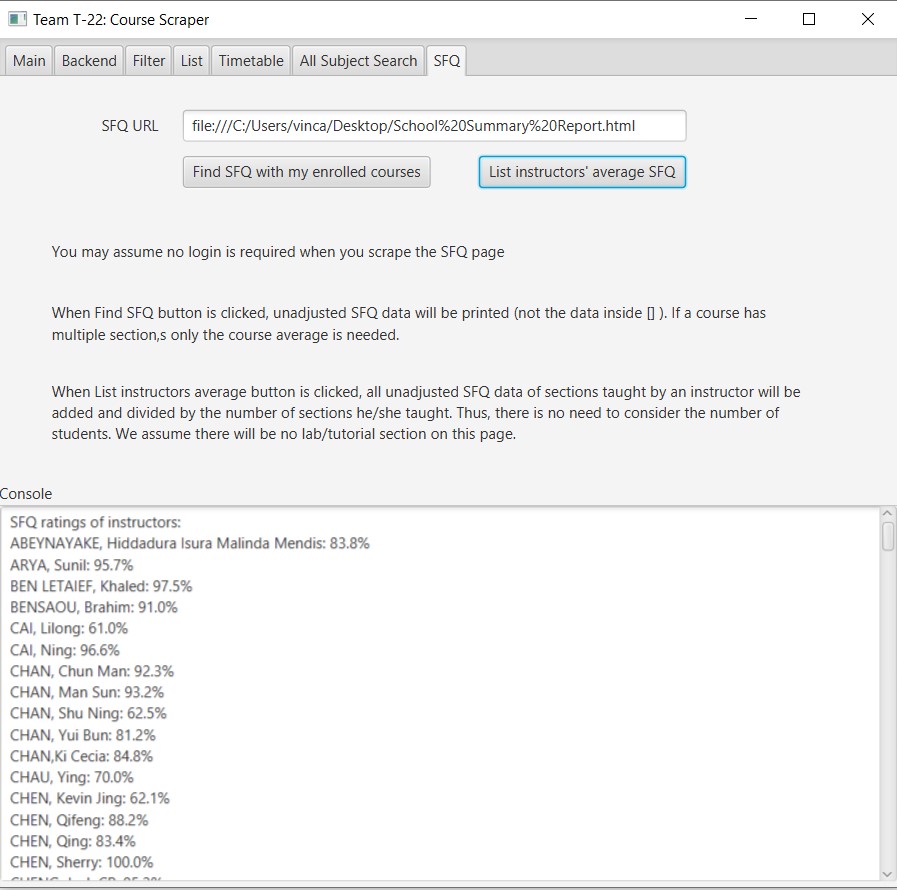 Team T-22: Course Scraper
Main Backend Filter List Timetable All Subject Search SFQ
SFQ URL file:///C:/Users/vinca/Desktop/School%20Summary%20Report.html
Find SFQ with my enrolled courses List instructors' average SFQ
You may assume no login is required when you scrape the SFQ page
When Find SFQ button is clicked, unadjusted SFQ data will be printed (not the data inside [] ). If a course has
multiple section,s only the course average is needed.
When List instructors average button is clicked, all unadjusted SFQ data of sections taught by an instructor will be
added and divided by the number of sections he/she taught. Thus, there is no need to consider the number of
students. We assume there will be no lab/tutorial section on this page.
Console
SFQ ratings of instructors:
ABEYNAYAKE, Hiddadura Isura Malinda Mendis: 83.8%
ARYA, Sunil: 95.7%
BEN LETAIEF, Khaled: 97.5%
BENSAOU, Brahim: 91.0%
CAI, Lilong: 61.0%
CAI, Ning: 96.6%
CHAN, Chun Man: 92.3%
CHAN, Man Sun: 93.2%
CHAN, Shu Ning: 62.5%
CHAN, Yui Bun: 81.2%
CHAN,Ki Cecia: 84.8%
CHAU, Ying: 70.0%
CHEN, Kevin Jing: 62.1%
CHEN, Qifeng: 88.2%
CHEN, Qing: 83.4%
CHEN, Sherry: 100.0%